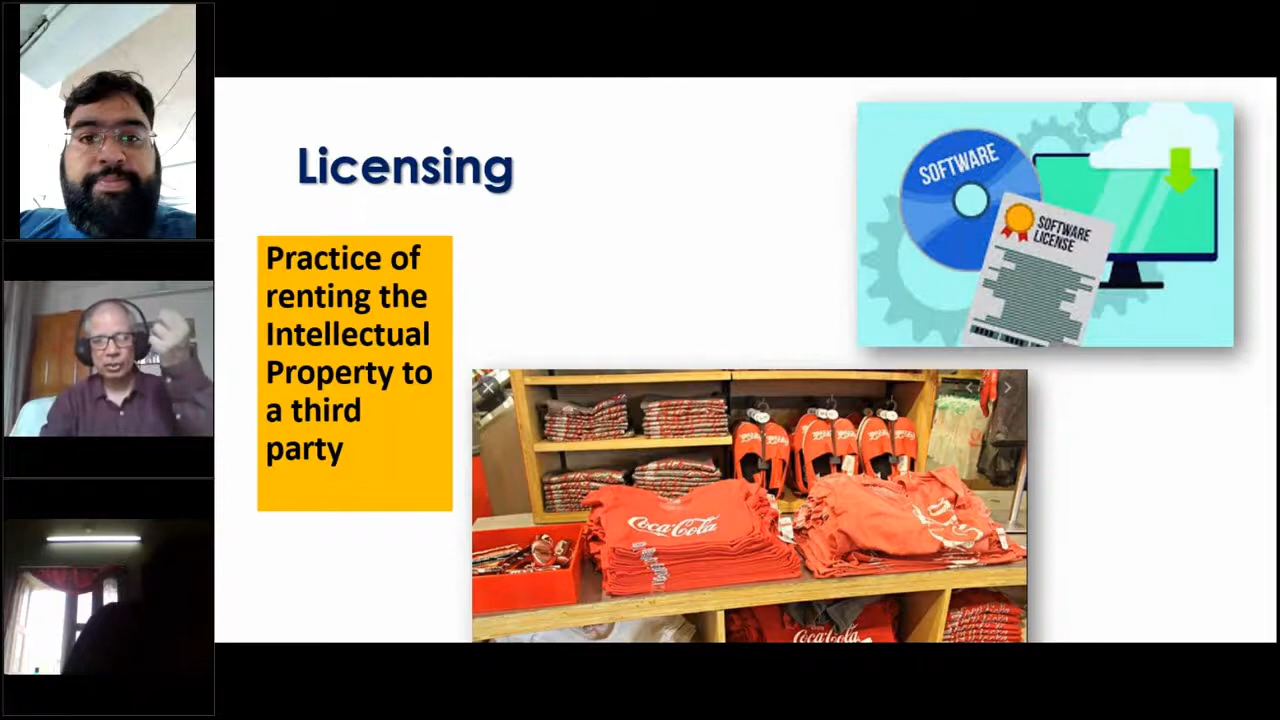 Licensing
Practice of
renting the
Intellectual
Property to
a third
party
SOFTWARE
SOFTWARE
LICENSE
Coca-Cola
Coca-Cola